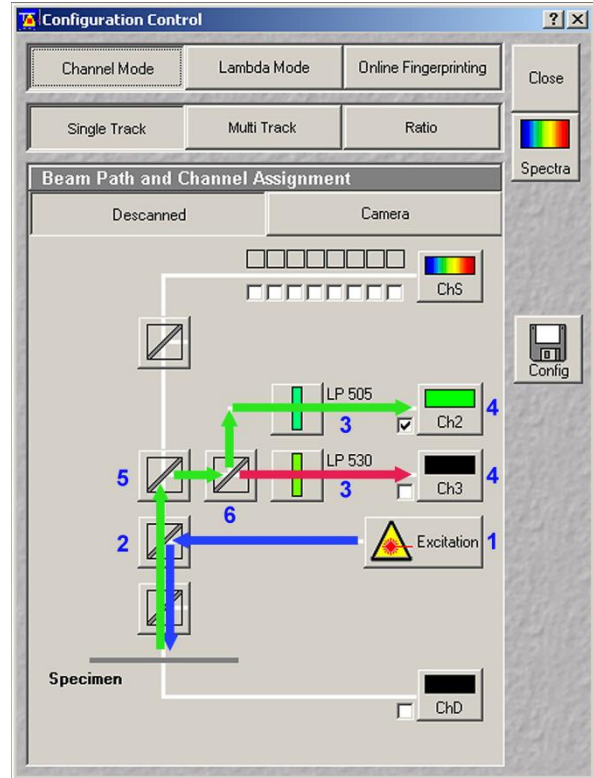 Configuration Control
Channel Mode
Lambda Mode
Online Fingerprinting
Close
Single Track
Multi Track
Ratio
Spectra
Beam Path and Channel Assignment
Descanned
Camera
ChS
Config
LP 505
3
4
Ch2
LP 530
3
4
Ch3
5
6
2
Excitation
1
Specimen
ChD